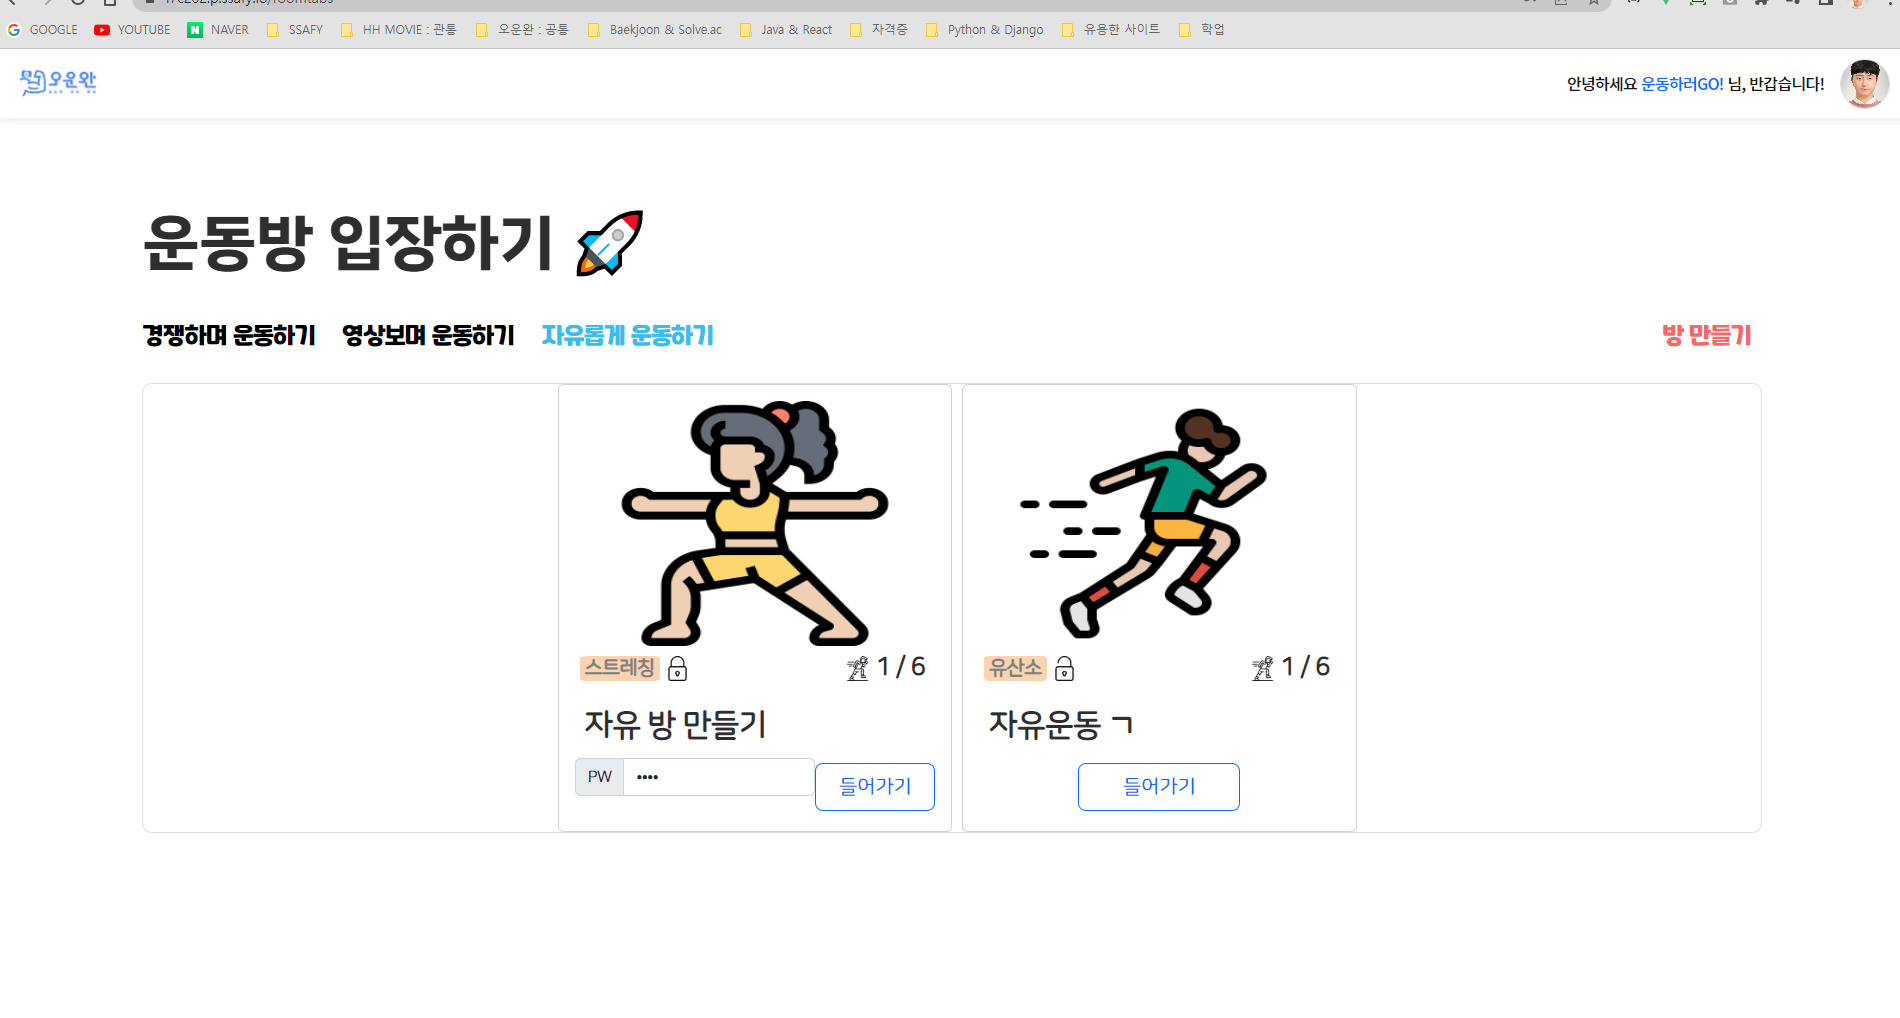 GOOGLE YOUTUBE NAVER SSAFY HH MOVIE : 관통 오운완 : 공통 Baekjoon & Solve.ac Java & React 자격증 Python & Django 유용한 사이트 학업
오운완
안녕하세요 운동하러GO! 님, 반갑습니다!
운동방 입장하기
경쟁하며 운동하기 영상보며 운동하기 자유롭게 운동하기 방 만들기
스트레칭 1 / 6
자유 방 만들기
PW ••••
들어가기
유산소 1 / 6
자유운동 ㄱ
들어가기